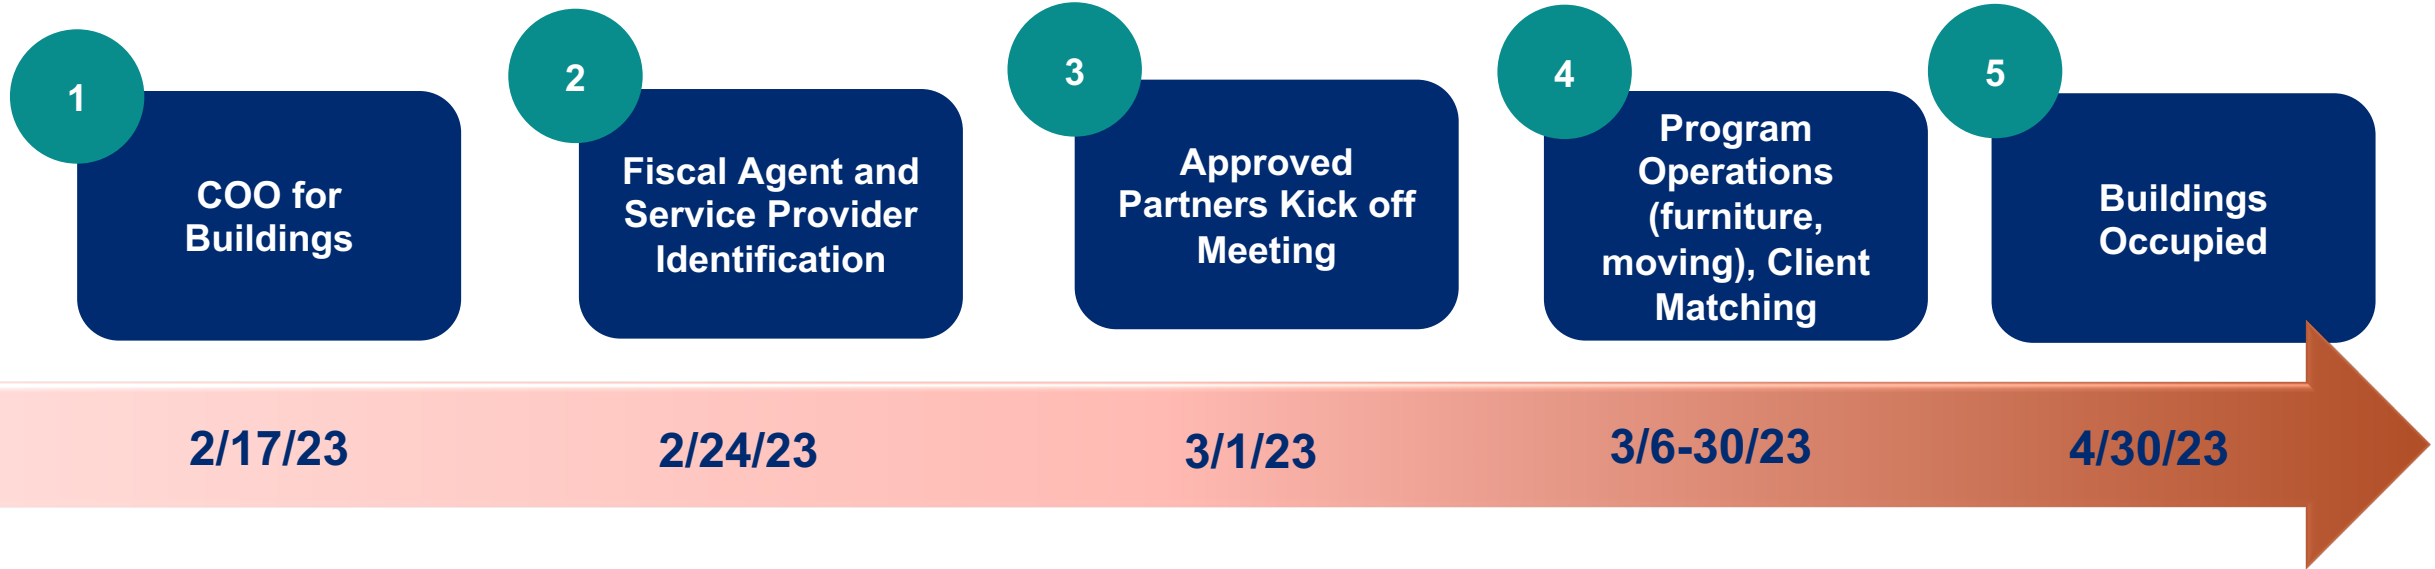 1
COO for
Buildings
2
Fiscal Agent and
Service Provider
Identification
3
Approved
Partners Kick off
Meeting
4
Program
Operations
(furniture,
moving), Client
Matching
5
Buildings
Occupied
2/17/23
2/24/23
3/1/23
3/6-30/23
4/30/23